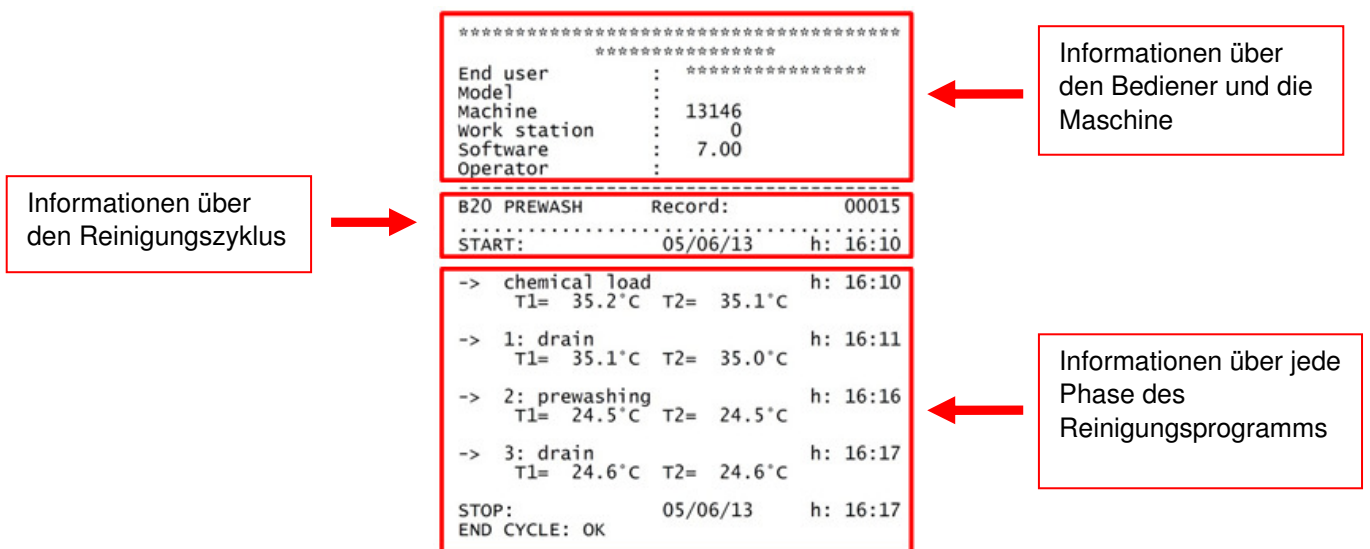 ****************************************
****************
End user : ****************
Model :
Machine : 13146
Work station : 0
Software : 7.00
Operator :
---------------------------------------
B20 PREWASH Record: 00015
.......................................
START: 05/06/13 h: 16:10
-> chemical load h: 16:10
T1= 35.2°C T2= 35.1°C
-> 1: drain h: 16:11
T1= 35.1°C T2= 35.0°C
-> 2: prewashing h: 16:16
T1= 24.5°C T2= 24.5°C
-> 3: drain h: 16:17
T1= 24.6°C T2= 24.6°C
STOP: 05/06/13 h: 16:17
END CYCLE: OK
Informationen über
den Bediener und die
Maschine
Informationen über
den Reinigungszyklus
Informationen über jede
Phase des
Reinigungsprogramms